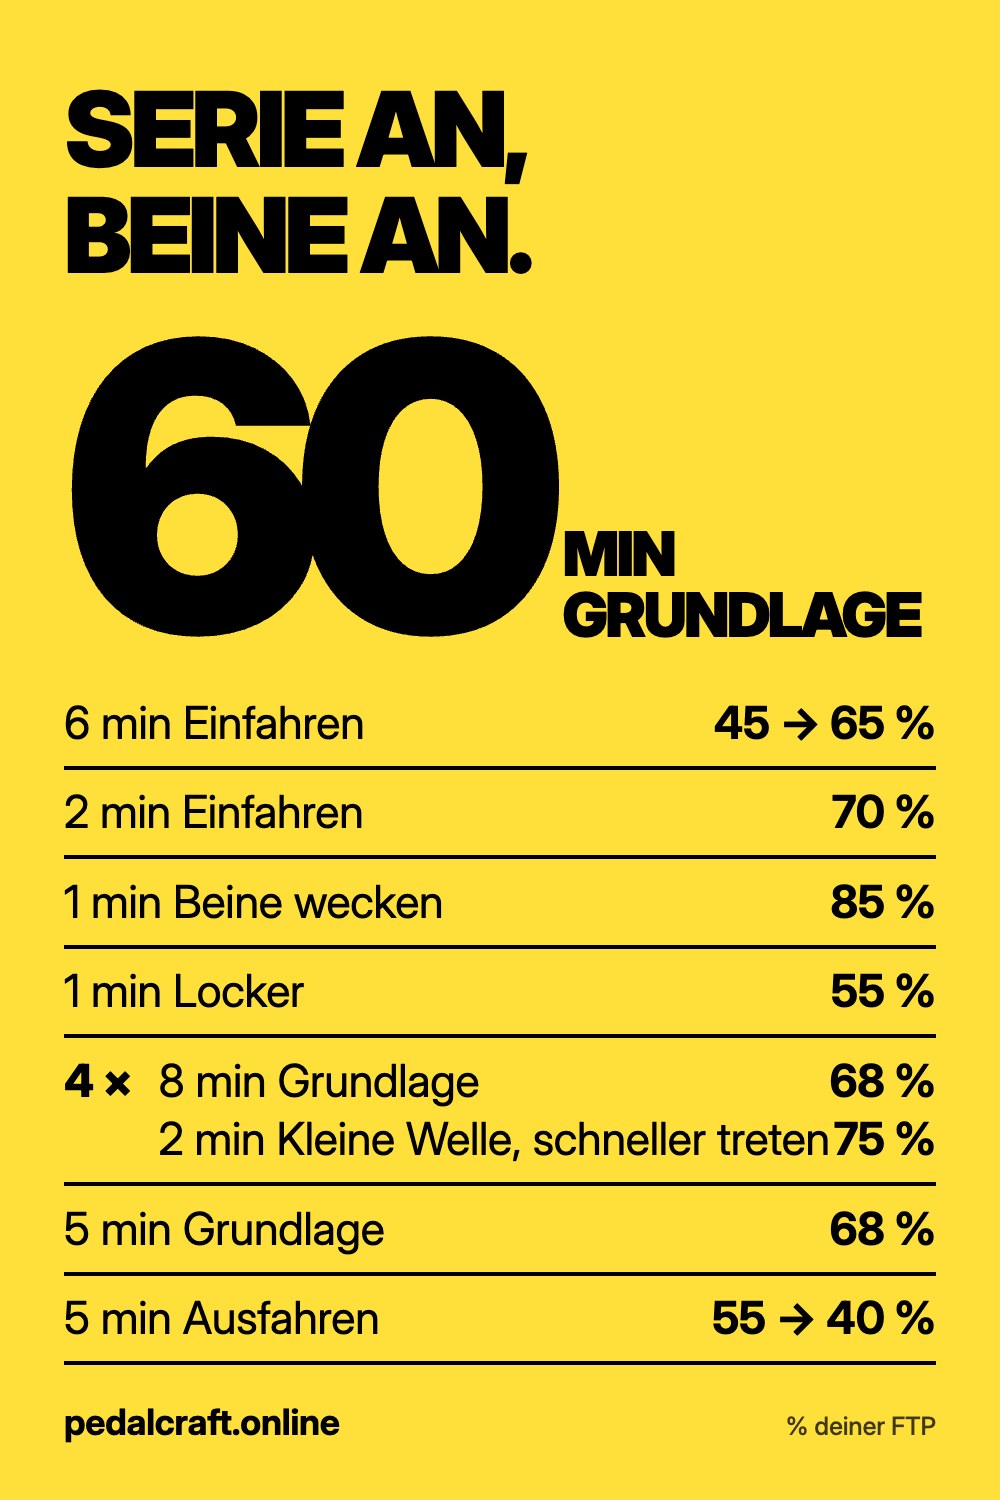 SERIE AN,
BEINE AN.
60 MIN
GRUNDLAGE
6 min Einfahren 45 → 65 %
2 min Einfahren 70 %
1 min Beine wecken 85 %
1 min Locker 55 %
4 × 8 min Grundlage 68 %
2 min Kleine Welle, schneller treten 75 %
5 min Grundlage 68 %
5 min Ausfahren 55 → 40 %
pedalcraft.online % deiner FTP